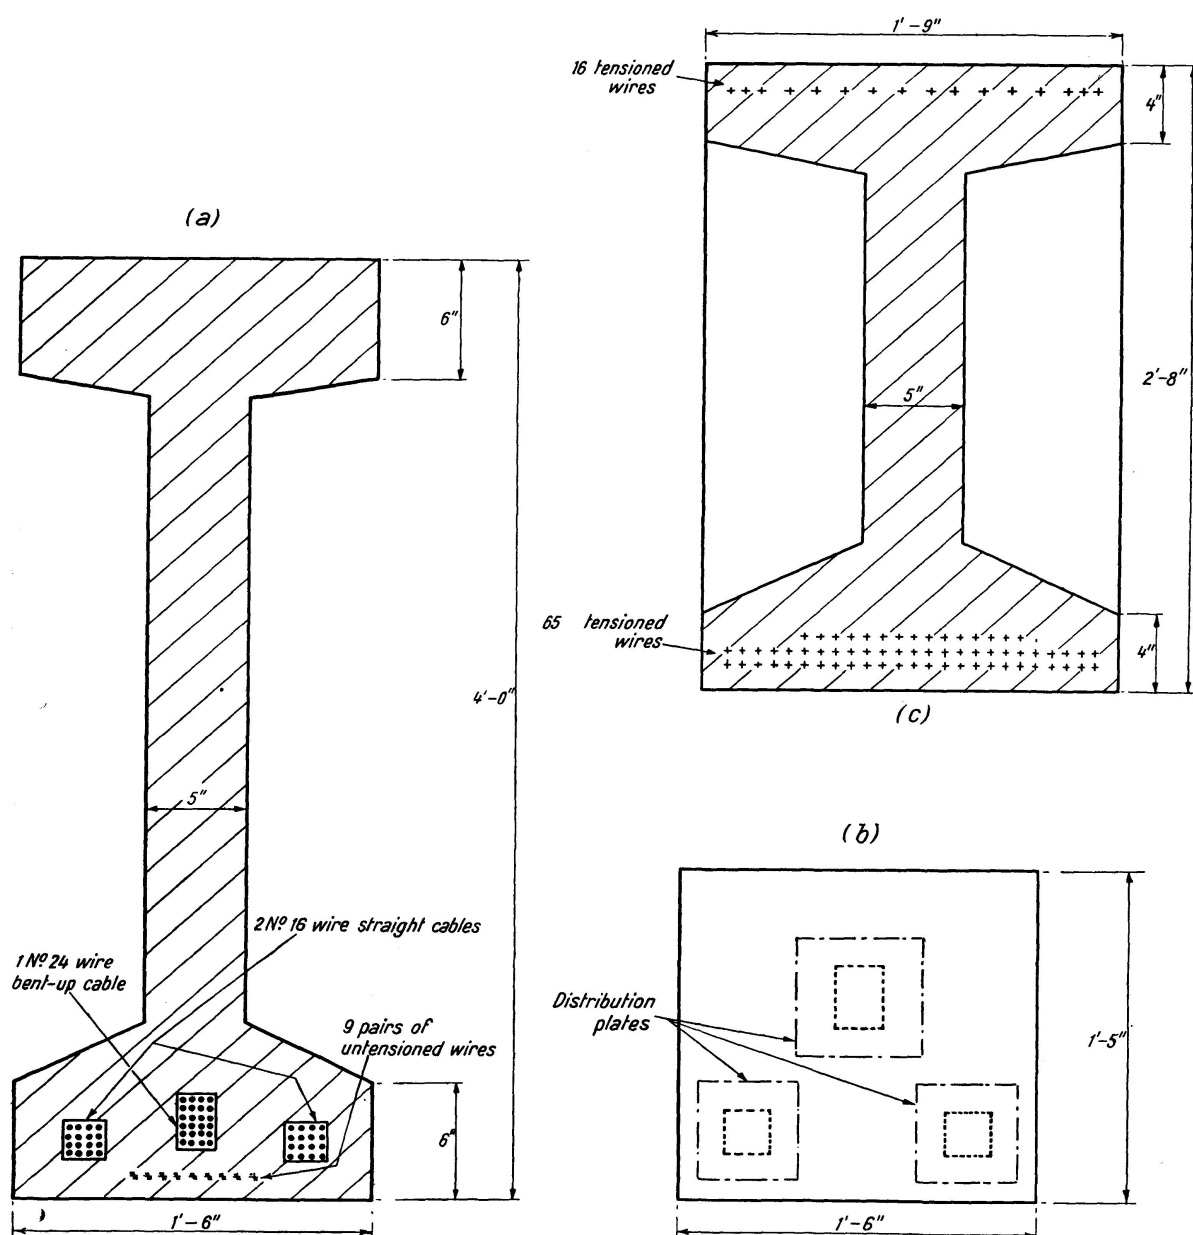 (a)
6"
5"
4'-0"
2 Nº 16 wire straight cables
1 Nº 24 wire
bent-up cable
9 pairs of
untensioned wires
6"
1'-6"
1'-9"
16 tensioned
wires
4"
5"
2'-8"
65 tensioned
wires
4"
(c)
(b)
Distribution
plates
1'-5"
1'-6"